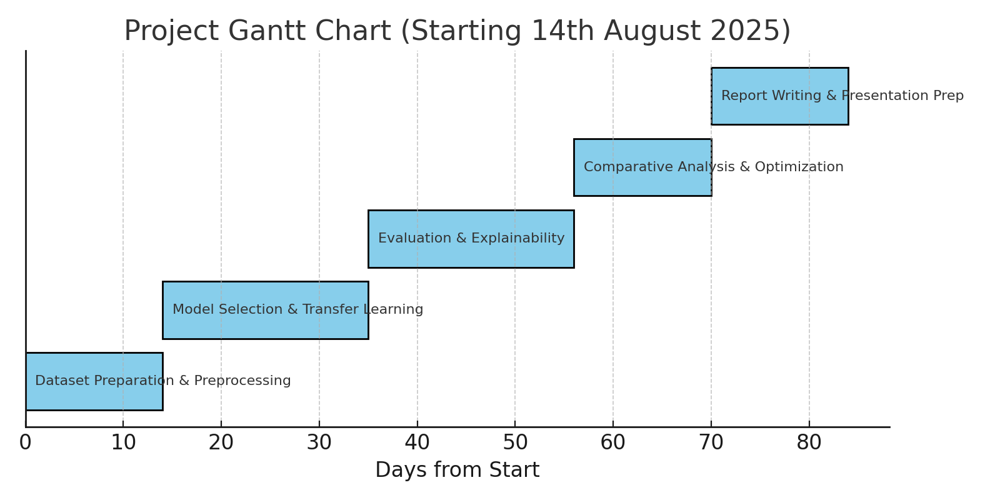 Project Gantt Chart (Starting 14th August 2025)
Report Writing & Presentation Prep
Comparative Analysis & Optimization
Evaluation & Explainability
Model Selection & Transfer Learning
Dataset Preparation & Preprocessing
0 10 20 30 40 50 60 70 80
Days from Start